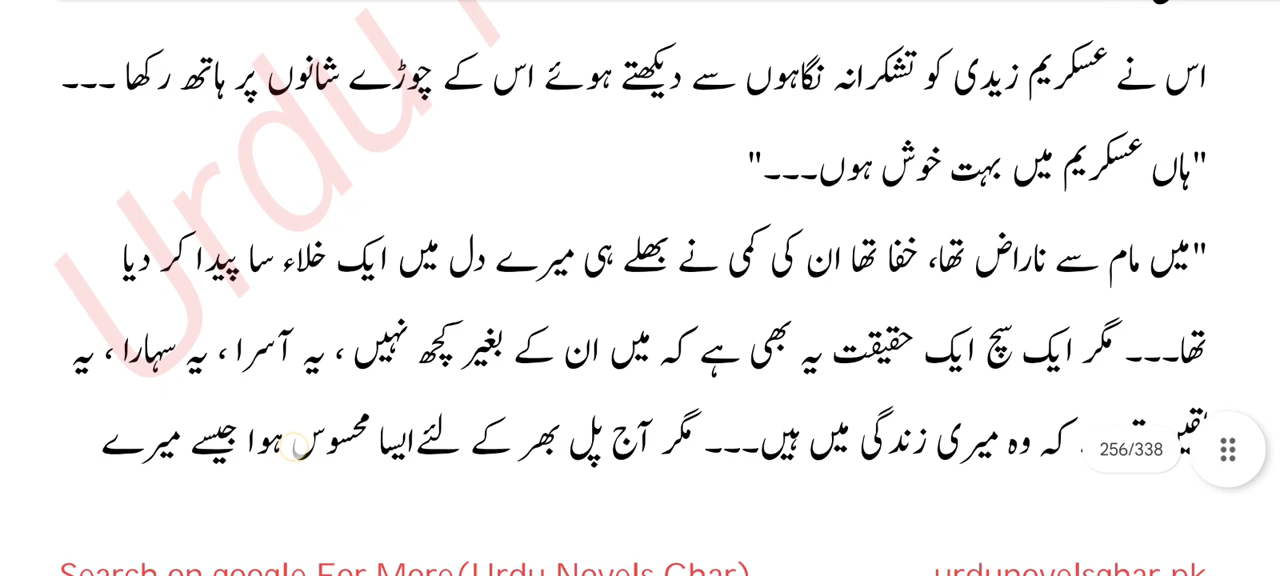 اس نے عسکریم زیدی کو تشکرانہ نگاہوں سے دیکھتے ہوئے اس کے چوڑے شانوں پر ہاتھ رکھا ۔۔۔
"ہاں عسکریم میں بہت خوش ہوں۔۔۔"
"میں مام سے ناراض تھا، خفا تھا ان کی کمی نے بھلے ہی میرے دل میں ایک خلاء سا پیدا کر دیا
تھا۔۔۔ مگر ایک سچ ایک حقیقت یہ بھی ہے کہ میں ان کے بغیر کچھ نہیں ، یہ آسرا ، یہ سہارا ، یہ
کہ وہ میری زندگی میں ہیں۔۔۔ مگر آج پل بھر کے لئے ایسا محسوس ہوا جیسے میرے
256/338
Search on google For More(Urdu Novels Ghar) urdunovelsghar.pk
Urdu